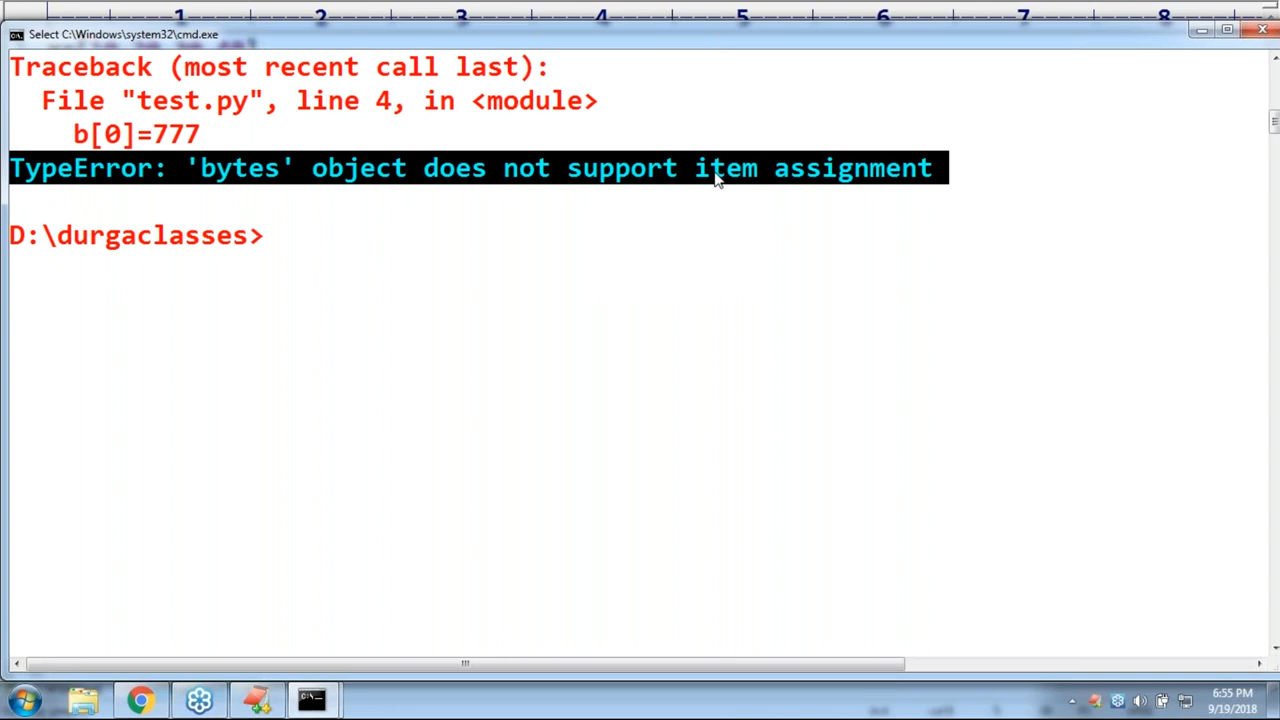 1 2 3 4 5 6 7 8
Select C:\Windows\system32\cmd.exe
Traceback (most recent call last):
File "test.py", line 4, in <module>
b[0]=777
TypeError: 'bytes' object does not support item assignment
D:\durgaclasses>
C:\_
6:55 PM
9/19/2018